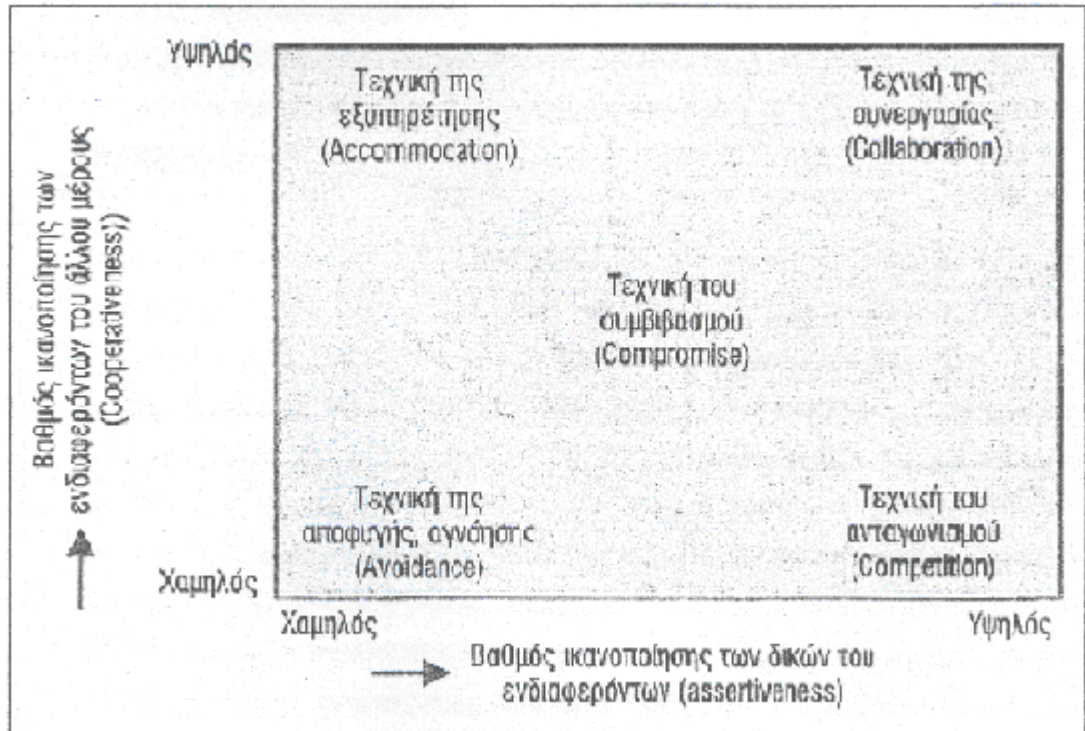 Υψηλός
Τεχνική της
εξυπηρέτησης
(Accommocation)
Τεχνική της
συνεργασίας
(Collaboration)
Βαθμός ικανοποίησης των
ενδιαφερόντων του άλλου μέρους
(Cooperativeness))
Τεχνική του
συμβιβασμού
(Compromise)
Τεχνική της
αποφυγής, αγνόησης
(Avoidance)
Τεχνική του
ανταγωνισμού
(Competition)
Χαμηλός
Χαμηλός
Υψηλός
Βαθμός ικανοποίησης των δικών του
ενδιαφερόντων (assertiveness)